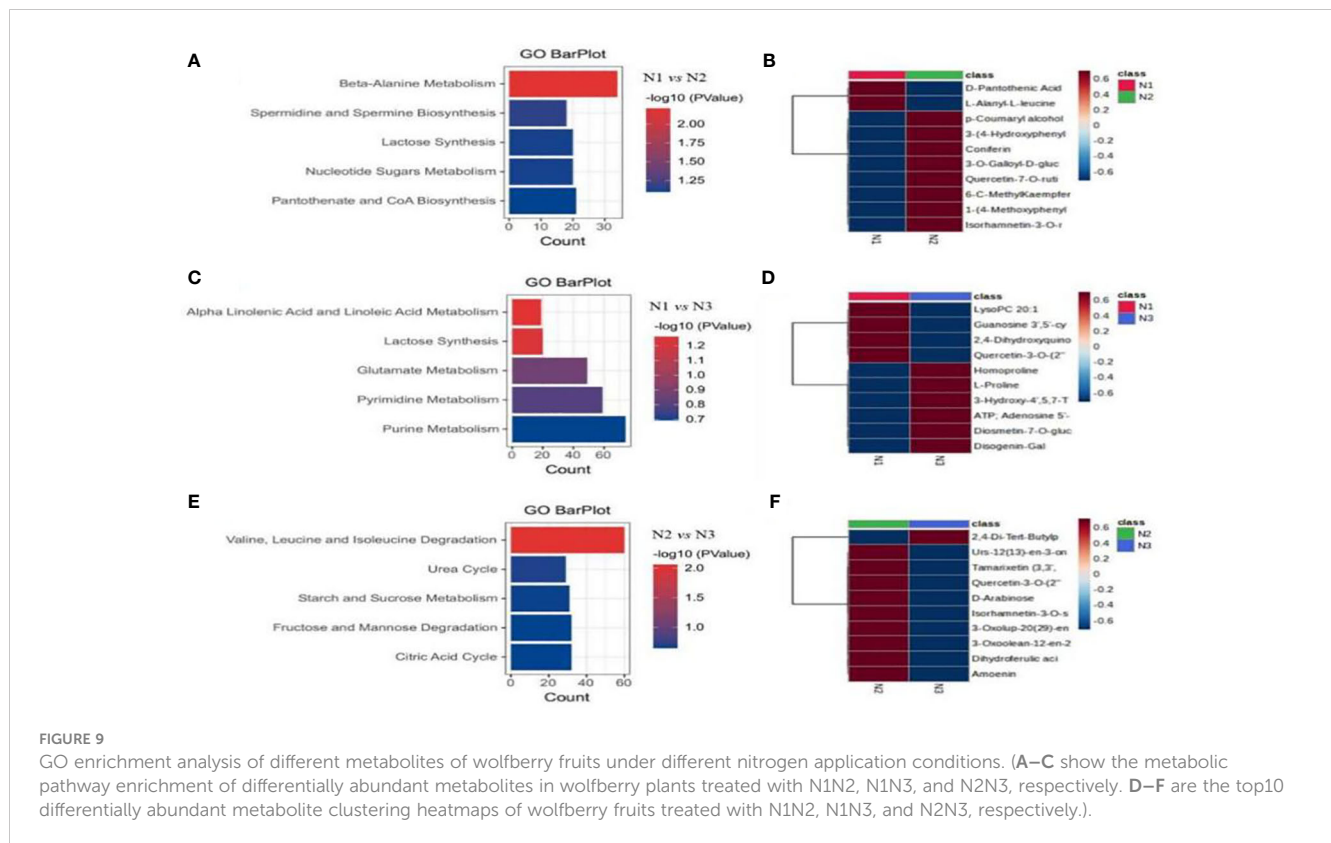 A
GO BarPlot
N1 vs N2
Beta-Alanine Metabolism
Spermidine and Spermine Biosynthesis
Lactose Synthesis
Nucleotide Sugars Metabolism
Pantothenate and CoA Biosynthesis
0 10 20 30
Count
-log10 (PValue)
2.00
1.75
1.50
1.25
B
class
D-Pantothenic Acid
L-Alanyl-L-leucine
p-Coumaryl alcohol
3-(4-Hydroxyphenyl
Coniferin
3-O-Galloyl-D-gluc
Quercetin-7-O-ruti
6-C-MethylKaempfer
1-(4-Methoxyphenyl
Isorhamnetin-3-O-r
N1 N2
0.6
0.4
0.2
0
-0.2
-0.4
-0.6
class
N1
N2
C
GO BarPlot
N1 vs N3
Alpha Linolenic Acid and Linoleic Acid Metabolism
Lactose Synthesis
Glutamate Metabolism
Pyrimidine Metabolism
Purine Metabolism
0 20 40 60
Count
-log10 (PValue)
1.2
1.1
1.0
0.9
0.8
0.7
D
class
LysoPC 20:1
Guanosine 3',5'-cy
2,4-Dihydroxyquino
Quercetin-3-O-(2'''
Homoproline
L-Proline
3-Hydroxy-4',5,7-T
ATP; Adenosine 5'-
Diosmetin-7-O-gluc
Disogenin-Gal
N1 N3
0.6
0.4
0.2
0
-0.2
-0.4
-0.6
class
N1
N3
E
GO BarPlot
N2 vs N3
Valine, Leucine and Isoleucine Degradation
Urea Cycle
Starch and Sucrose Metabolism
Fructose and Mannose Degradation
Citric Acid Cycle
0 20 40 60
Count
-log10 (PValue)
2.0
1.5
1.0
F
class
2,4-Di-Tert-Butylp
Urs-12(13)-en-3-on
Tamarixetin (3,3',
Quercetin-3-O-(2'''
D-Arabinose
Isorhamnetin-3-O-s
3-Oxolup-20(29)-en
3-Oxoolean-12-en-2
Dihydroferulic aci
Amoenin
N2 N3
0.6
0.4
0.2
0
-0.2
-0.4
-0.6
class
N2
N3
FIGURE 9
GO enrichment analysis of different metabolites of wolfberry fruits under different nitrogen application conditions. (A–C show the metabolic
pathway enrichment of differentially abundant metabolites in wolfberry plants treated with N1N2, N1N3, and N2N3, respectively. D–F are the top10
differentially abundant metabolite clustering heatmaps of wolfberry fruits treated with N1N2, N1N3, and N2N3, respectively.).